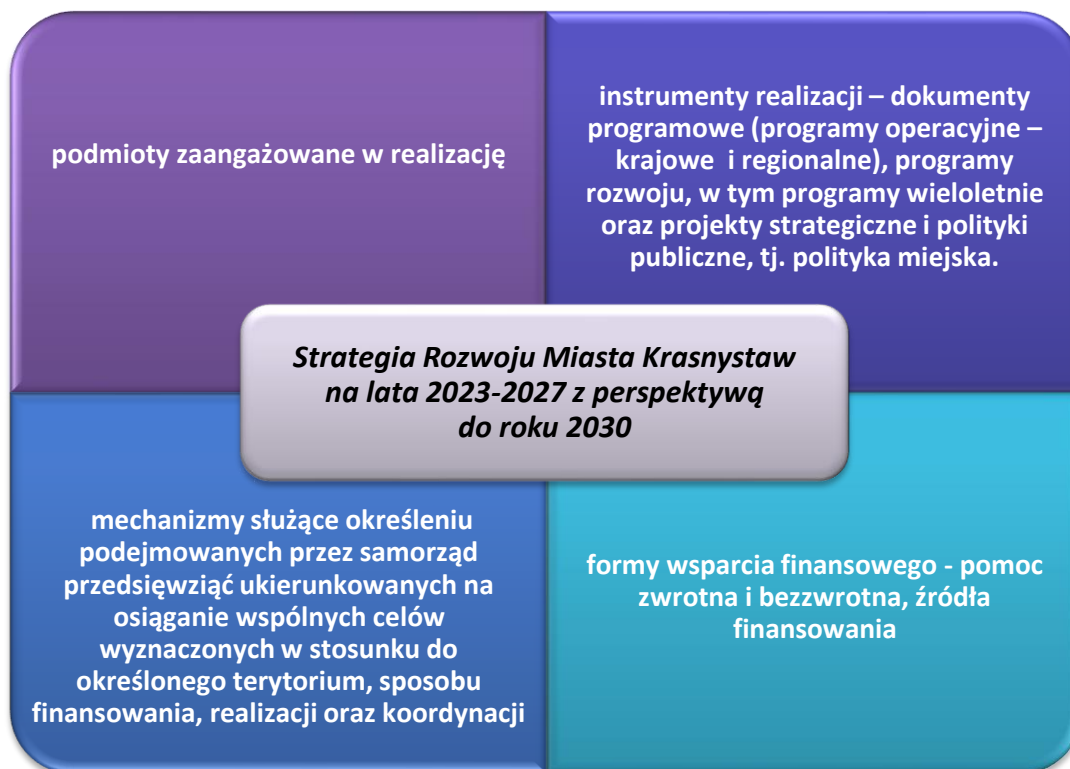 podmioty zaangażowane w realizację
instrumenty realizacji – dokumenty
programowe (programy operacyjne –
krajowe i regionalne), programy
rozwoju, w tym programy wieloletnie
oraz projekty strategiczne i polityki
publiczne, tj. polityka miejska.
Strategia Rozwoju Miasta Krasnystaw
na lata 2023-2027 z perspektywą
do roku 2030
mechanizmy służące określeniu
podejmowanych przez samorząd
przedsięwziąć ukierunkowanych na
osiąganie wspólnych celów
wyznaczonych w stosunku do
określonego terytorium, sposobu
finansowania, realizacji oraz koordynacji
formy wsparcia finansowego - pomoc
zwrotna i bezzwrotna, źródła
finansowania